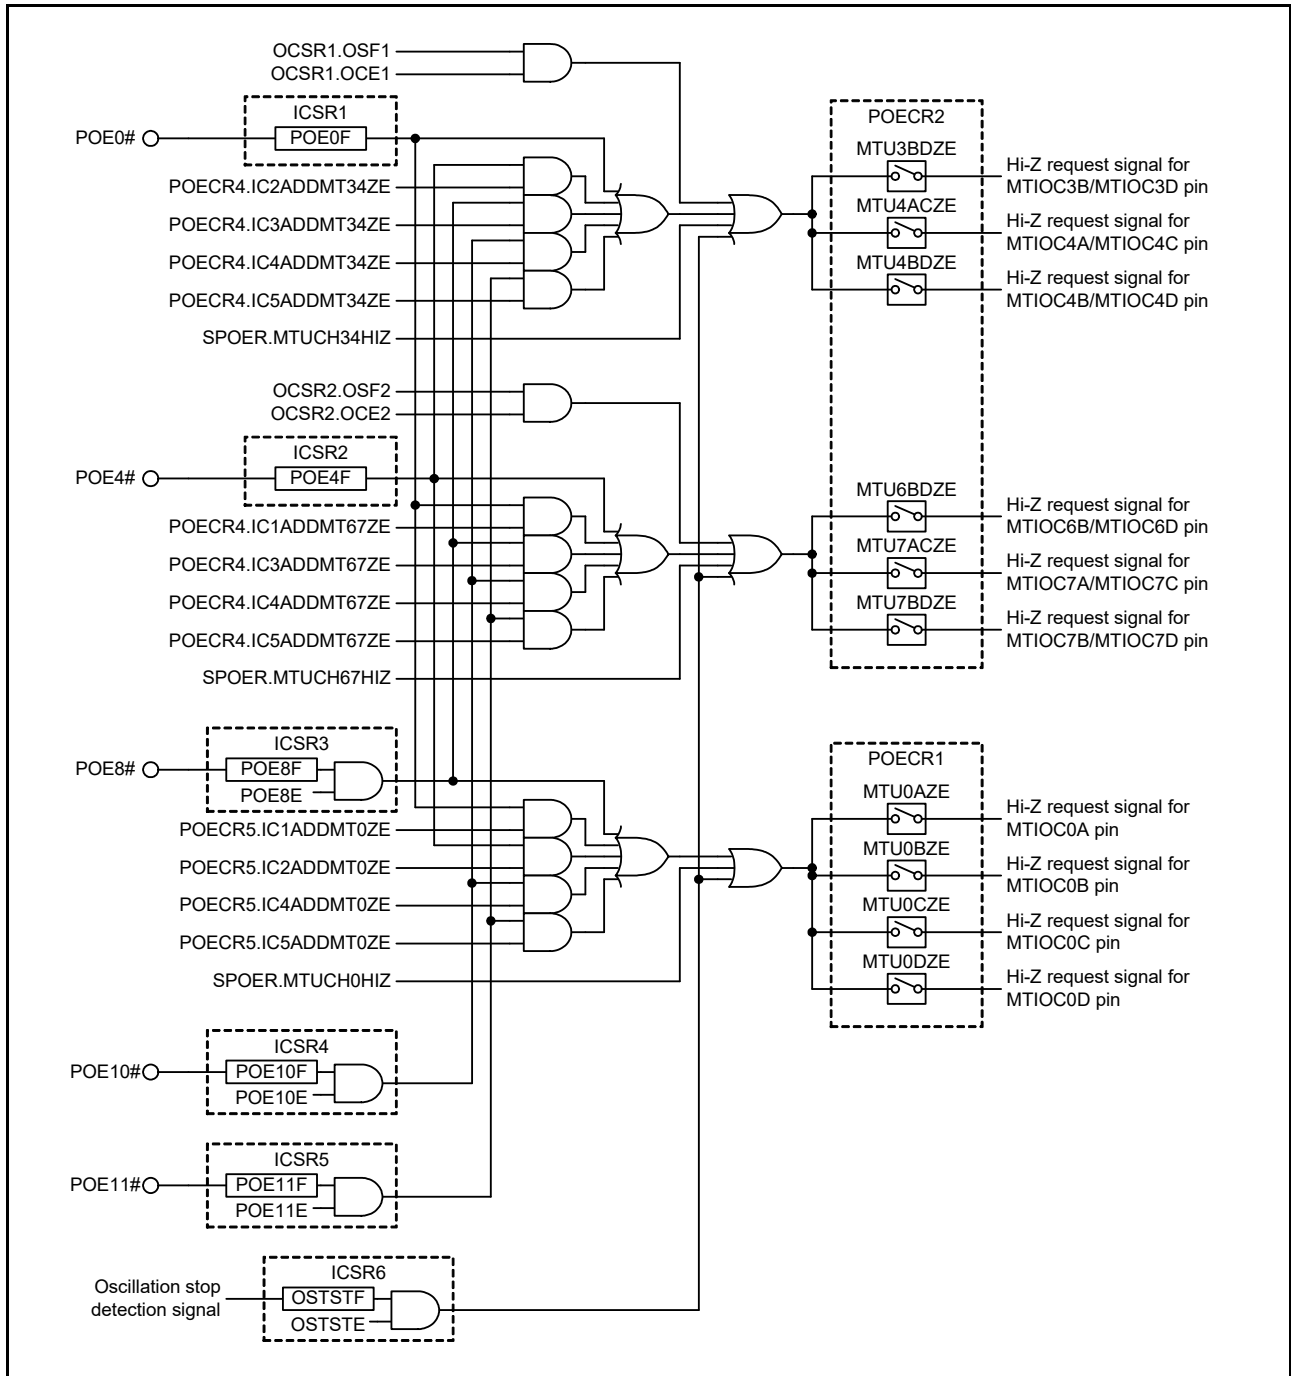 OCSR1.OSF1
OCSR1.OCE1
ICSR1
POE0#
POE0F
POECR4.IC2ADDMT34ZE
POECR4.IC3ADDMT34ZE
POECR4.IC4ADDMT34ZE
POECR4.IC5ADDMT34ZE
SPOER.MTUCH34HIZ
POECR2
MTU3BDZE
Hi-Z request signal for
MTIOC3B/MTIOC3D pin
MTU4ACZE
Hi-Z request signal for
MTIOC4A/MTIOC4C pin
MTU4BDZE
Hi-Z request signal for
MTIOC4B/MTIOC4D pin
OCSR2.OSF2
OCSR2.OCE2
ICSR2
POE4#
POE4F
POECR4.IC1ADDMT67ZE
POECR4.IC3ADDMT67ZE
POECR4.IC4ADDMT67ZE
POECR4.IC5ADDMT67ZE
SPOER.MTUCH67HIZ
MTU6BDZE
Hi-Z request signal for
MTIOC6B/MTIOC6D pin
MTU7ACZE
Hi-Z request signal for
MTIOC7A/MTIOC7C pin
MTU7BDZE
Hi-Z request signal for
MTIOC7B/MTIOC7D pin
ICSR3
POE8#
POE8F
POE8E
POECR5.IC1ADDMT0ZE
POECR5.IC2ADDMT0ZE
POECR5.IC4ADDMT0ZE
POECR5.IC5ADDMT0ZE
SPOER.MTUCH0HIZ
POECR1
MTU0AZE
Hi-Z request signal for
MTIOC0A pin
MTU0BZE
Hi-Z request signal for
MTIOC0B pin
MTU0CZE
Hi-Z request signal for
MTIOC0C pin
MTU0DZE
Hi-Z request signal for
MTIOC0D pin
ICSR4
POE10#
POE10F
POE10E
ICSR5
POE11#
POE11F
POE11E
ICSR6
Oscillation stop
detection signal
OSTSTF
OSTSTE